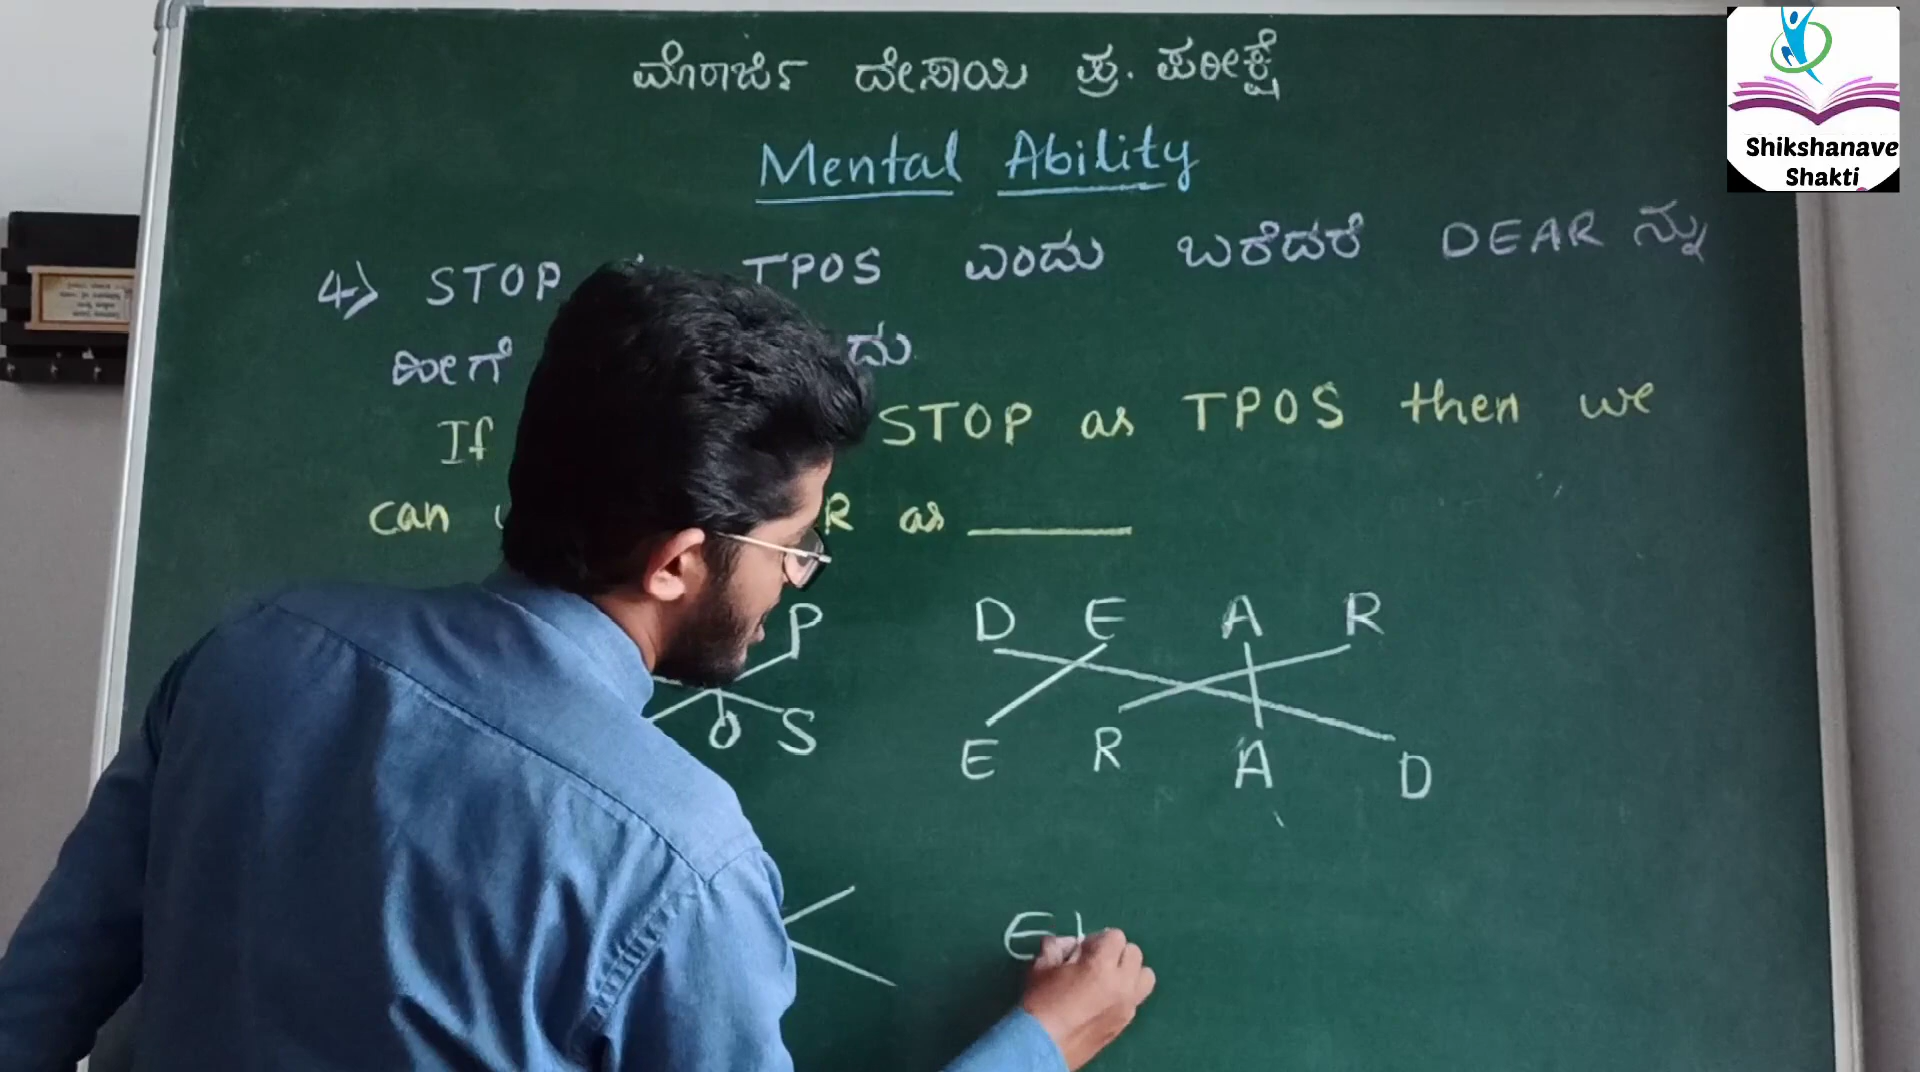 ಮೊರಾರ್ಜಿ ದೇಸಾಯಿ ಪ್ರ. ಪರೀಕ್ಷೆ
Shikshanave
Shakti
Mental Ability
4) STOP TPOS ಎಂದು ಬರೆದರೆ DEAR ನ್ನು
ಹೀಗೆ
If STOP as TPOS then we
can R as
P D E A R
O S E R A D